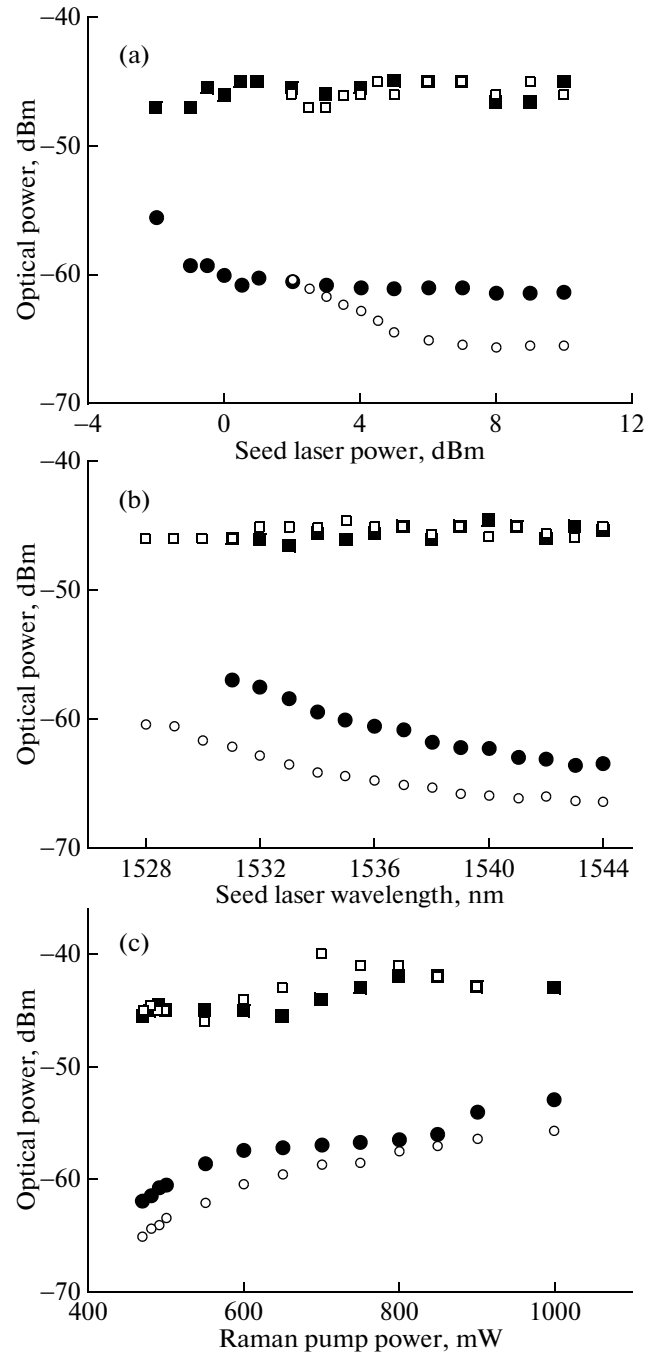 −40
(a)
−50
−60
−70
Optical power, dBm
−4
0
4
8
12
Seed laser power, dBm
−40
(b)
−50
−60
−70
Optical power, dBm
1528
1532
1536
1540
1544
Seed laser wavelength, nm
(c)
−40
−50
−60
−70
Optical power, dBm
400
600
800
1000
Raman pump power, mW